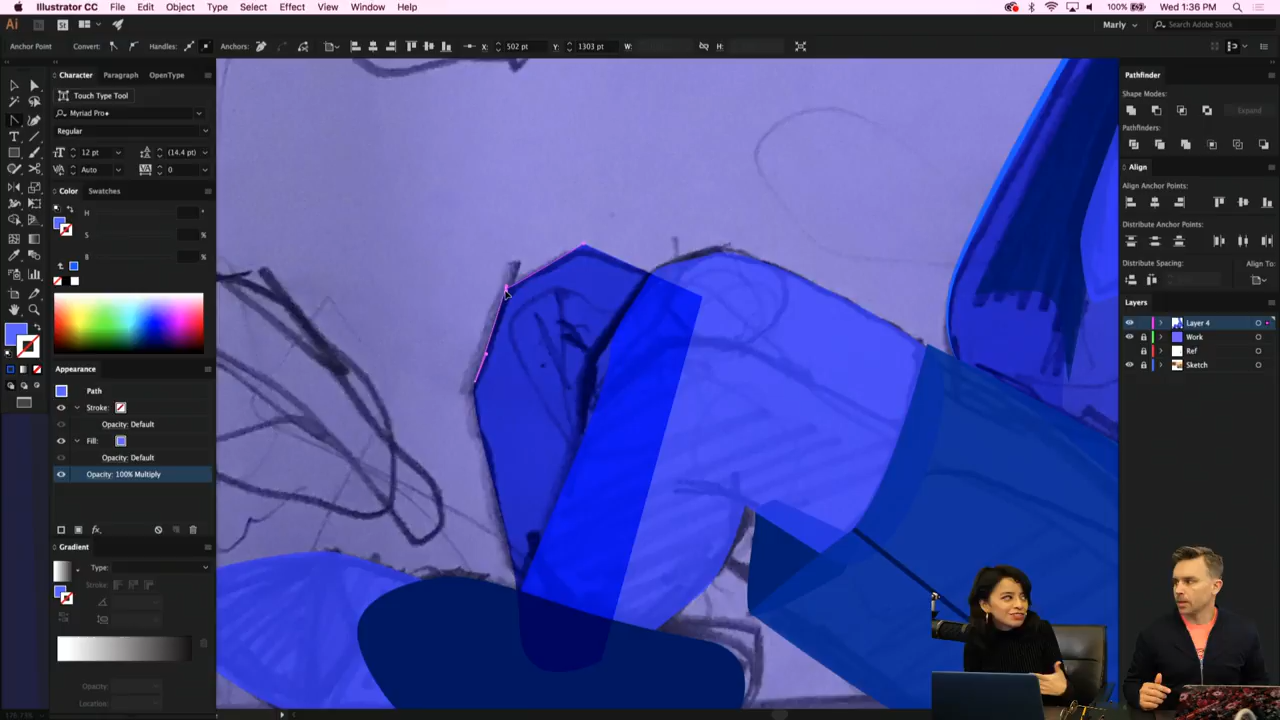 Illustrator CC File Edit Object Type Select Effect View Window Help 100% Wed 1:36 PM
Ai Br St Marly Search Adobe Stock
Anchor Point Convert: Handles: Anchors: X: 502 pt Y: 1303 pt W: H:
Character Paragraph OpenType
Touch Type Tool
Myriad Pro
Regular
12 pt (14.4 pt)
Auto 0
Color Swatches
H °
S %
B %
Appearance
Path
Stroke:
Opacity: Default
Fill:
Opacity: Default
Opacity: 100% Multiply
fx
Gradient
Type:
Stroke:
Opacity:
Location:
Pathfinder
Shape Modes:
Expand
Pathfinders:
Align
Align Anchor Points:
Distribute Anchor Points:
Distribute Spacing: Align To:
Layers
Layer 4
Work
Ref
Sketch